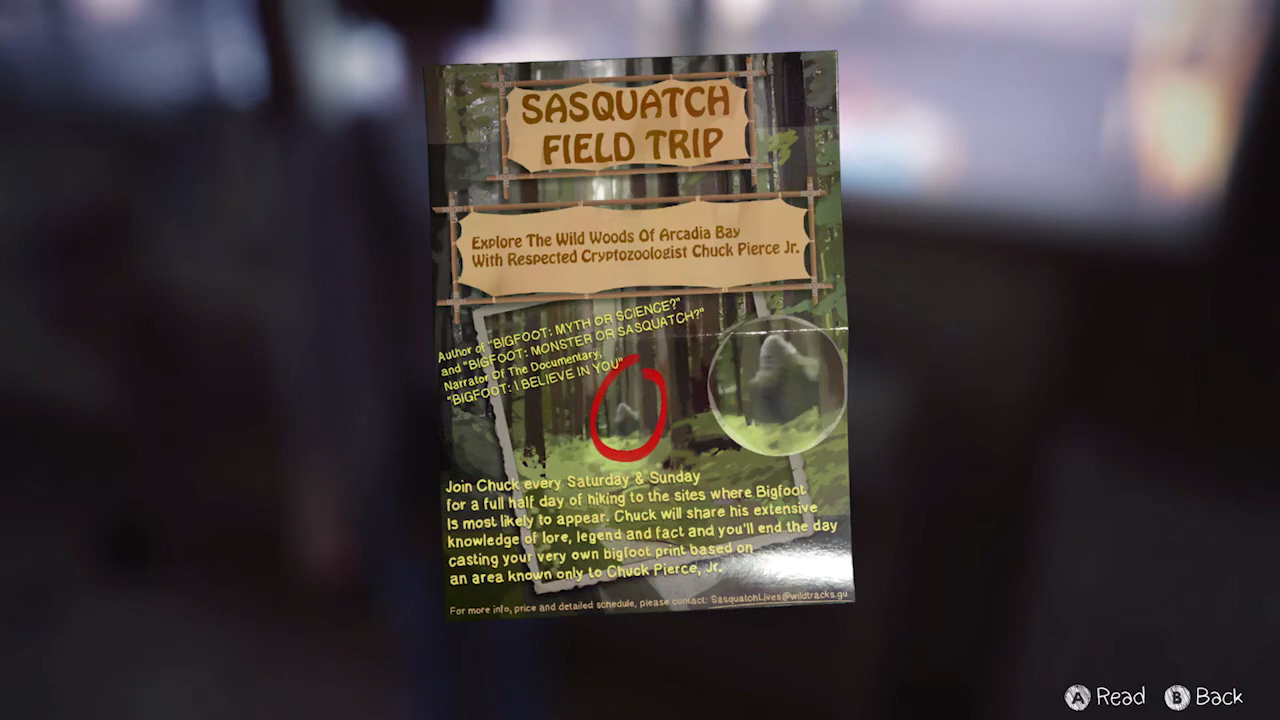 SASQUATCH
FIELD TRIP
Explore The Wild Woods Of Arcadia Bay
With Respected Cryptozoologist Chuck Pierce Jr.
Author of "BIGFOOT: MYTH OR SCIENCE?"
and "BIGFOOT: MONSTER OR SASQUATCH?"
Narrator Of The Documentary,
"BIGFOOT: I BELIEVE IN YOU"
Join Chuck every Saturday & Sunday
for a full half day of hiking to the sites where Bigfoot
Is most likely to appear. Chuck will share his extensive
knowledge of lore, legend and fact and you'll end the day
casting your very own bigfoot print based on
an area known only to Chuck Pierce, Jr.
For more info, price and detailed schedule, please contact: SasquatchLives@wildtracks.gu
A Read B Back